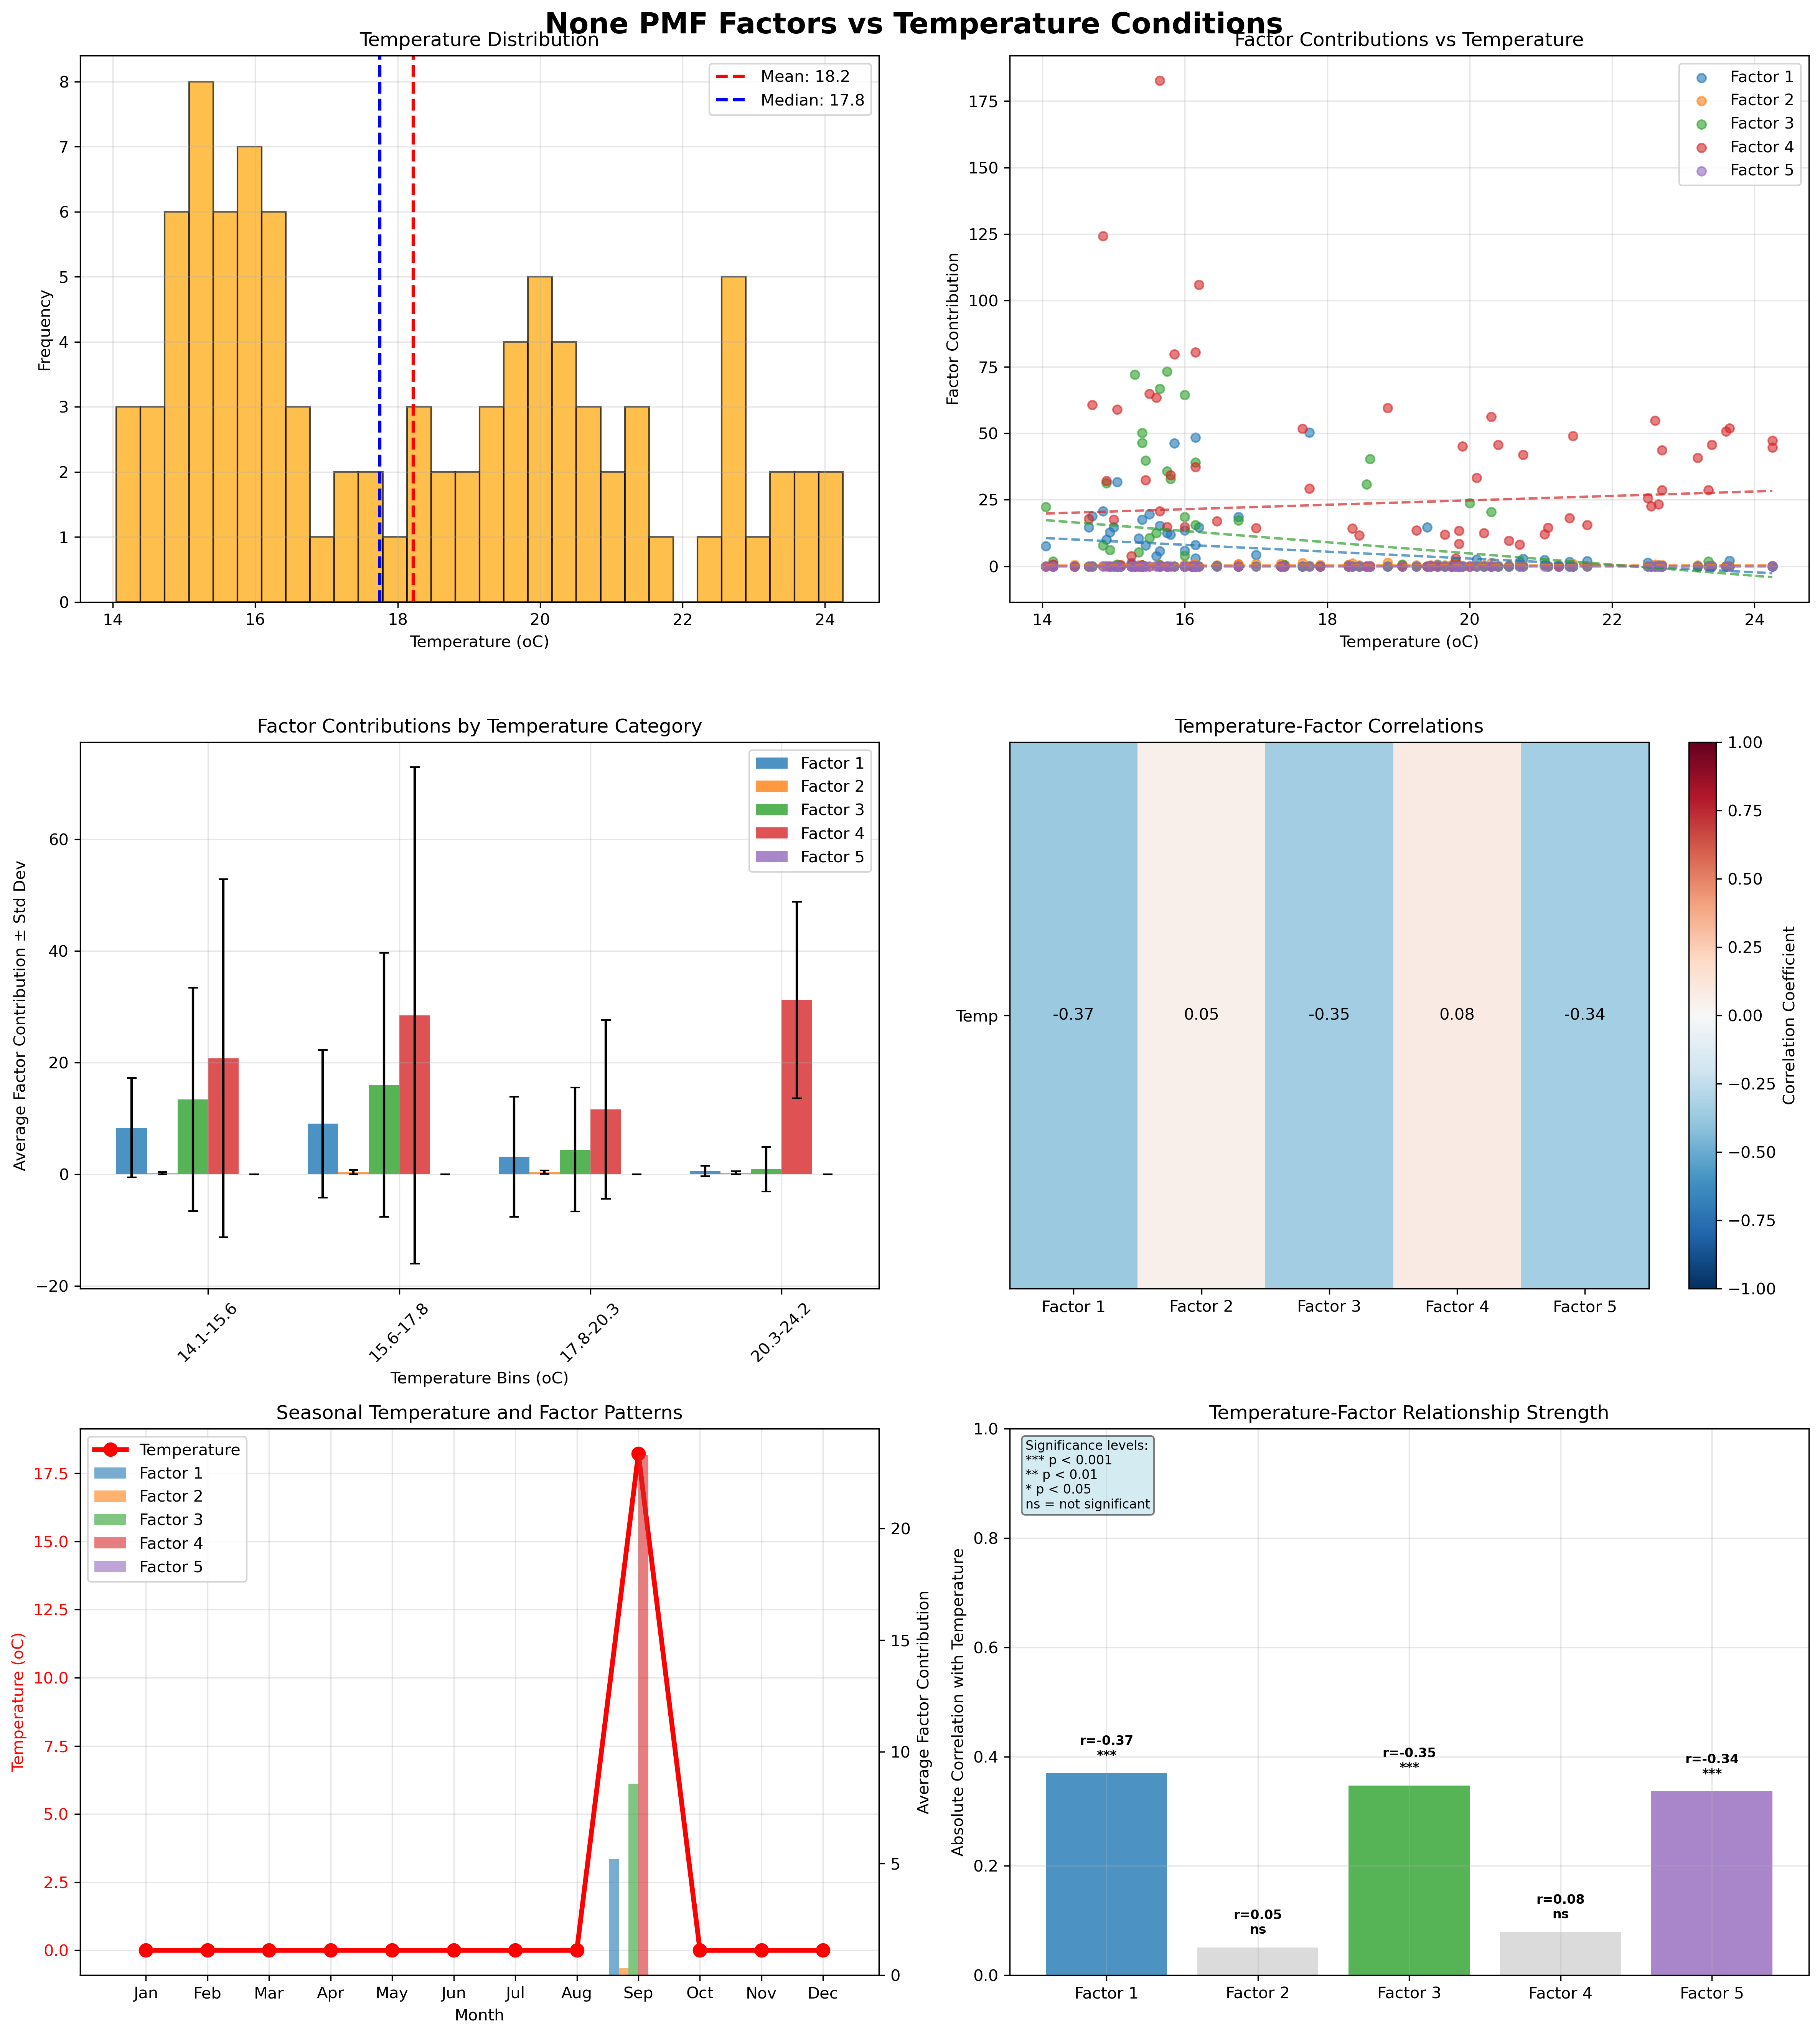 None PMF Factors vs Temperature Conditions
Temperature Distribution
8
7
6
5
4
3
2
1
0
Frequency
14
16
18
20
22
24
Temperature (oC)
Mean: 18.2
Median: 17.8
Factor Contributions vs Temperature
175
150
125
100
75
50
25
0
Factor Contribution
14
16
18
20
22
24
Temperature (oC)
Factor 1
Factor 2
Factor 3
Factor 4
Factor 5
Factor Contributions by Temperature Category
60
40
20
0
−20
Average Factor Contribution ± Std Dev
14.1-15.6
15.6-17.8
17.8-20.3
20.3-24.2
Temperature Bins (oC)
Factor 1
Factor 2
Factor 3
Factor 4
Factor 5
Temperature-Factor Correlations
Temp
-0.37
0.05
-0.35
0.08
-0.34
Factor 1
Factor 2
Factor 3
Factor 4
Factor 5
1.00
0.75
0.50
0.25
0.00
−0.25
−0.50
−0.75
−1.00
Correlation Coefficient
Seasonal Temperature and Factor Patterns
17.5
15.0
12.5
10.0
7.5
5.0
2.5
0.0
Temperature (oC)
Temperature
Factor 1
Factor 2
Factor 3
Factor 4
Factor 5
20
15
10
5
0
Average Factor Contribution
Jan
Feb
Mar
Apr
May
Jun
Jul
Aug
Sep
Oct
Nov
Dec
Month
Temperature-Factor Relationship Strength
1.0
0.8
0.6
0.4
0.2
0.0
Absolute Correlation with Temperature
Significance levels:
*** p < 0.001
** p < 0.01
* p < 0.05
ns = not significant
r=-0.37
***
r=0.05
ns
r=-0.35
***
r=0.08
ns
r=-0.34
***
Factor 1
Factor 2
Factor 3
Factor 4
Factor 5